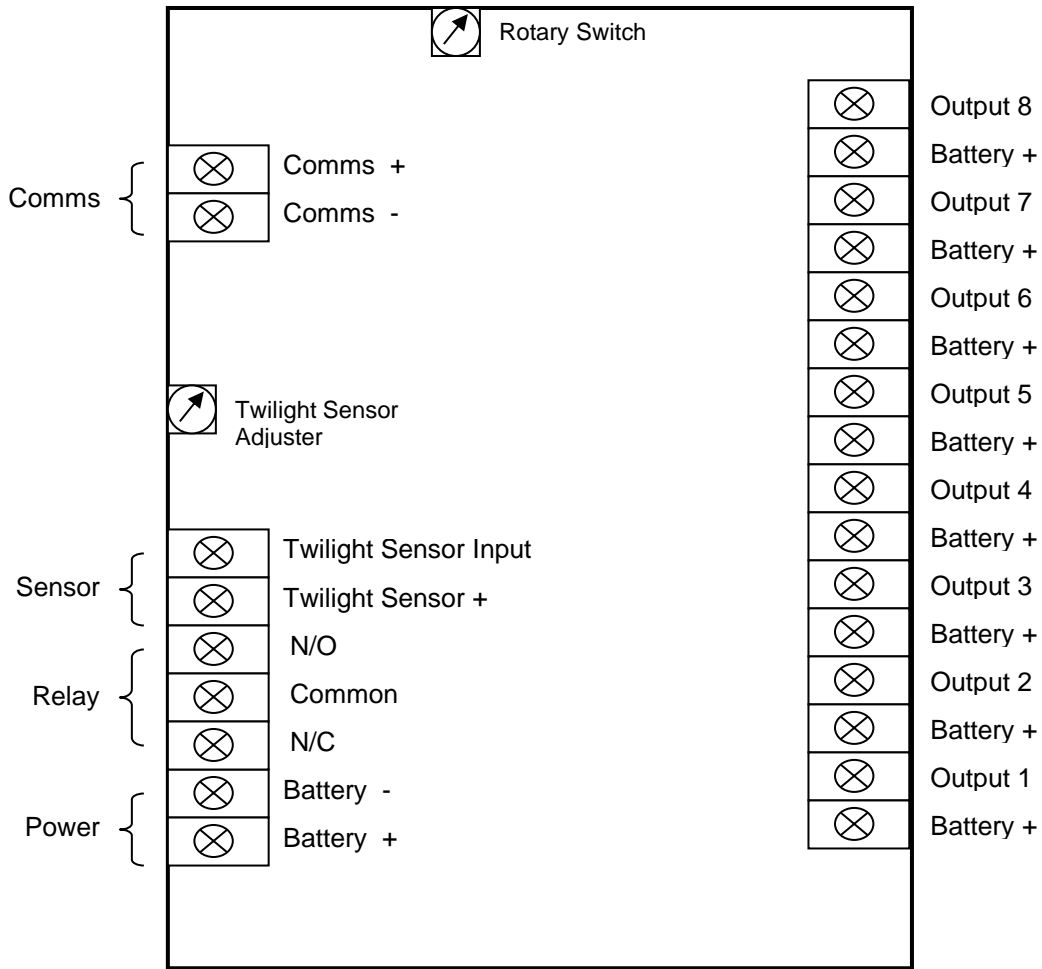 Rotary Switch
Comms
Comms +
Comms -
Twilight Sensor
Adjuster
Sensor
Twilight Sensor Input
Twilight Sensor +
Relay
N/O
Common
N/C
Power
Battery -
Battery +
Output 8
Battery +
Output 7
Battery +
Output 6
Battery +
Output 5
Battery +
Output 4
Battery +
Output 3
Battery +
Output 2
Battery +
Output 1
Battery +